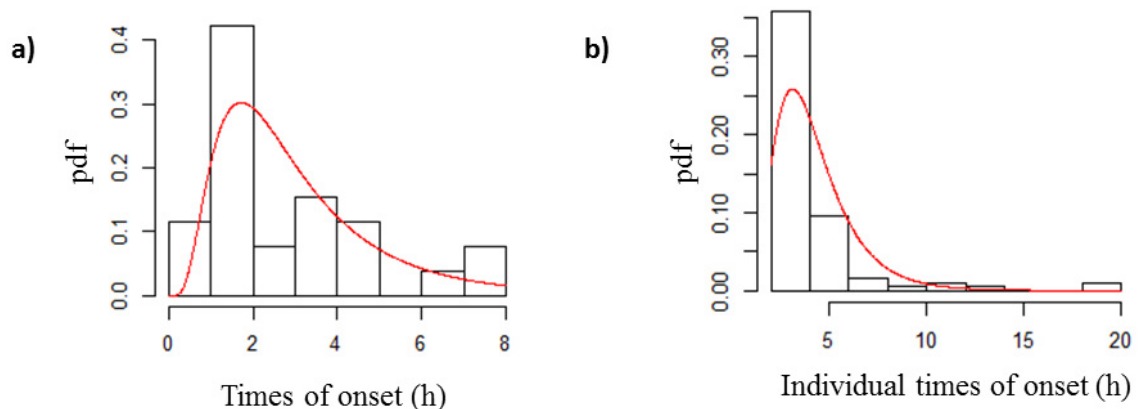 a)
pdf
0.0 0.1 0.2 0.3 0.4
0 2 4 6 8
Times of onset (h)
b)
pdf
0.00 0.10 0.20 0.30
5 10 15 20
Individual times of onset (h)